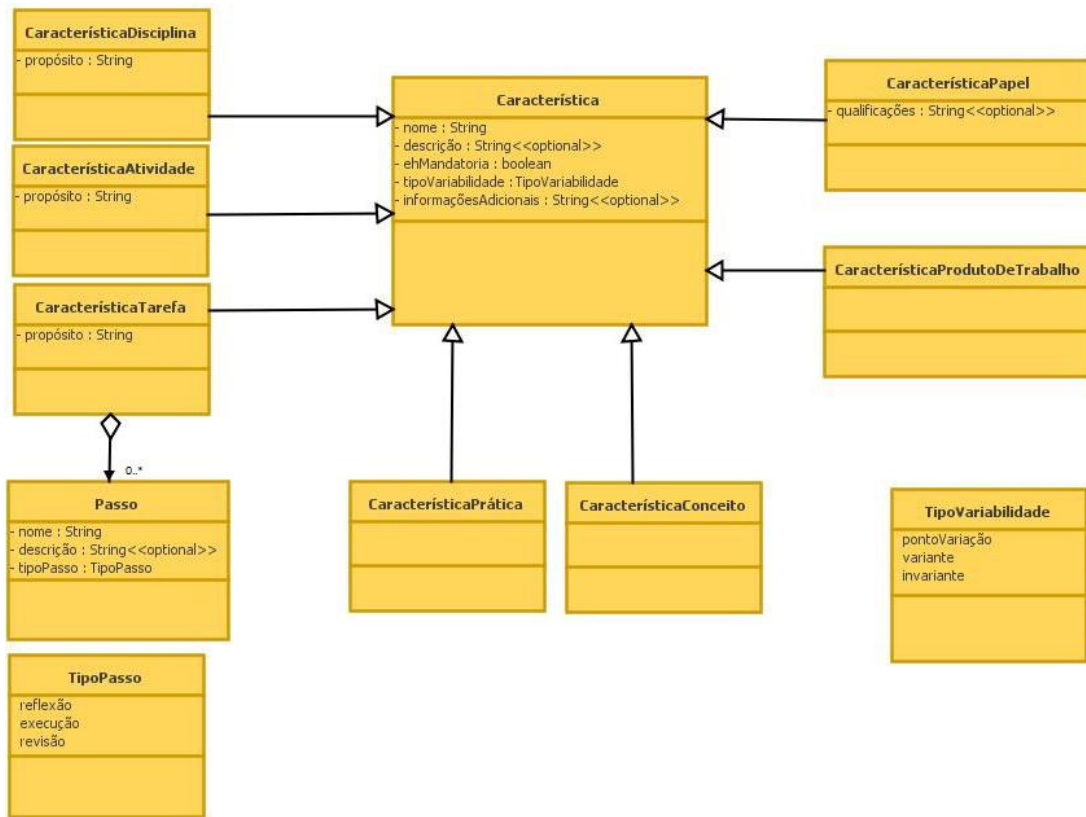 CaracterísticaDisciplina
- propósito : String
CaracterísticaAtividade
- propósito : String
CaracterísticaTarefa
- propósito : String
0..*
Passo
- nome : String
- descrição : String<<optional>>
- tipoPasso : TipoPasso
TipoPasso
reflexão
execução
revisão
Característica
- nome : String
- descrição : String<<optional>>
- ehMandatoria : boolean
- tipoVariabilidade :TipoVariabilidade
- informaçõesAdicionais : String<<optional>>
CaracterísticaPrática
CaracterísticaConceito
CaracterísticaPapel
- qualificações : String<<optional>>
CaracterísticaProdutoDeTrabalho
TipoVariabilidade
pontoVariação
variante
invariante